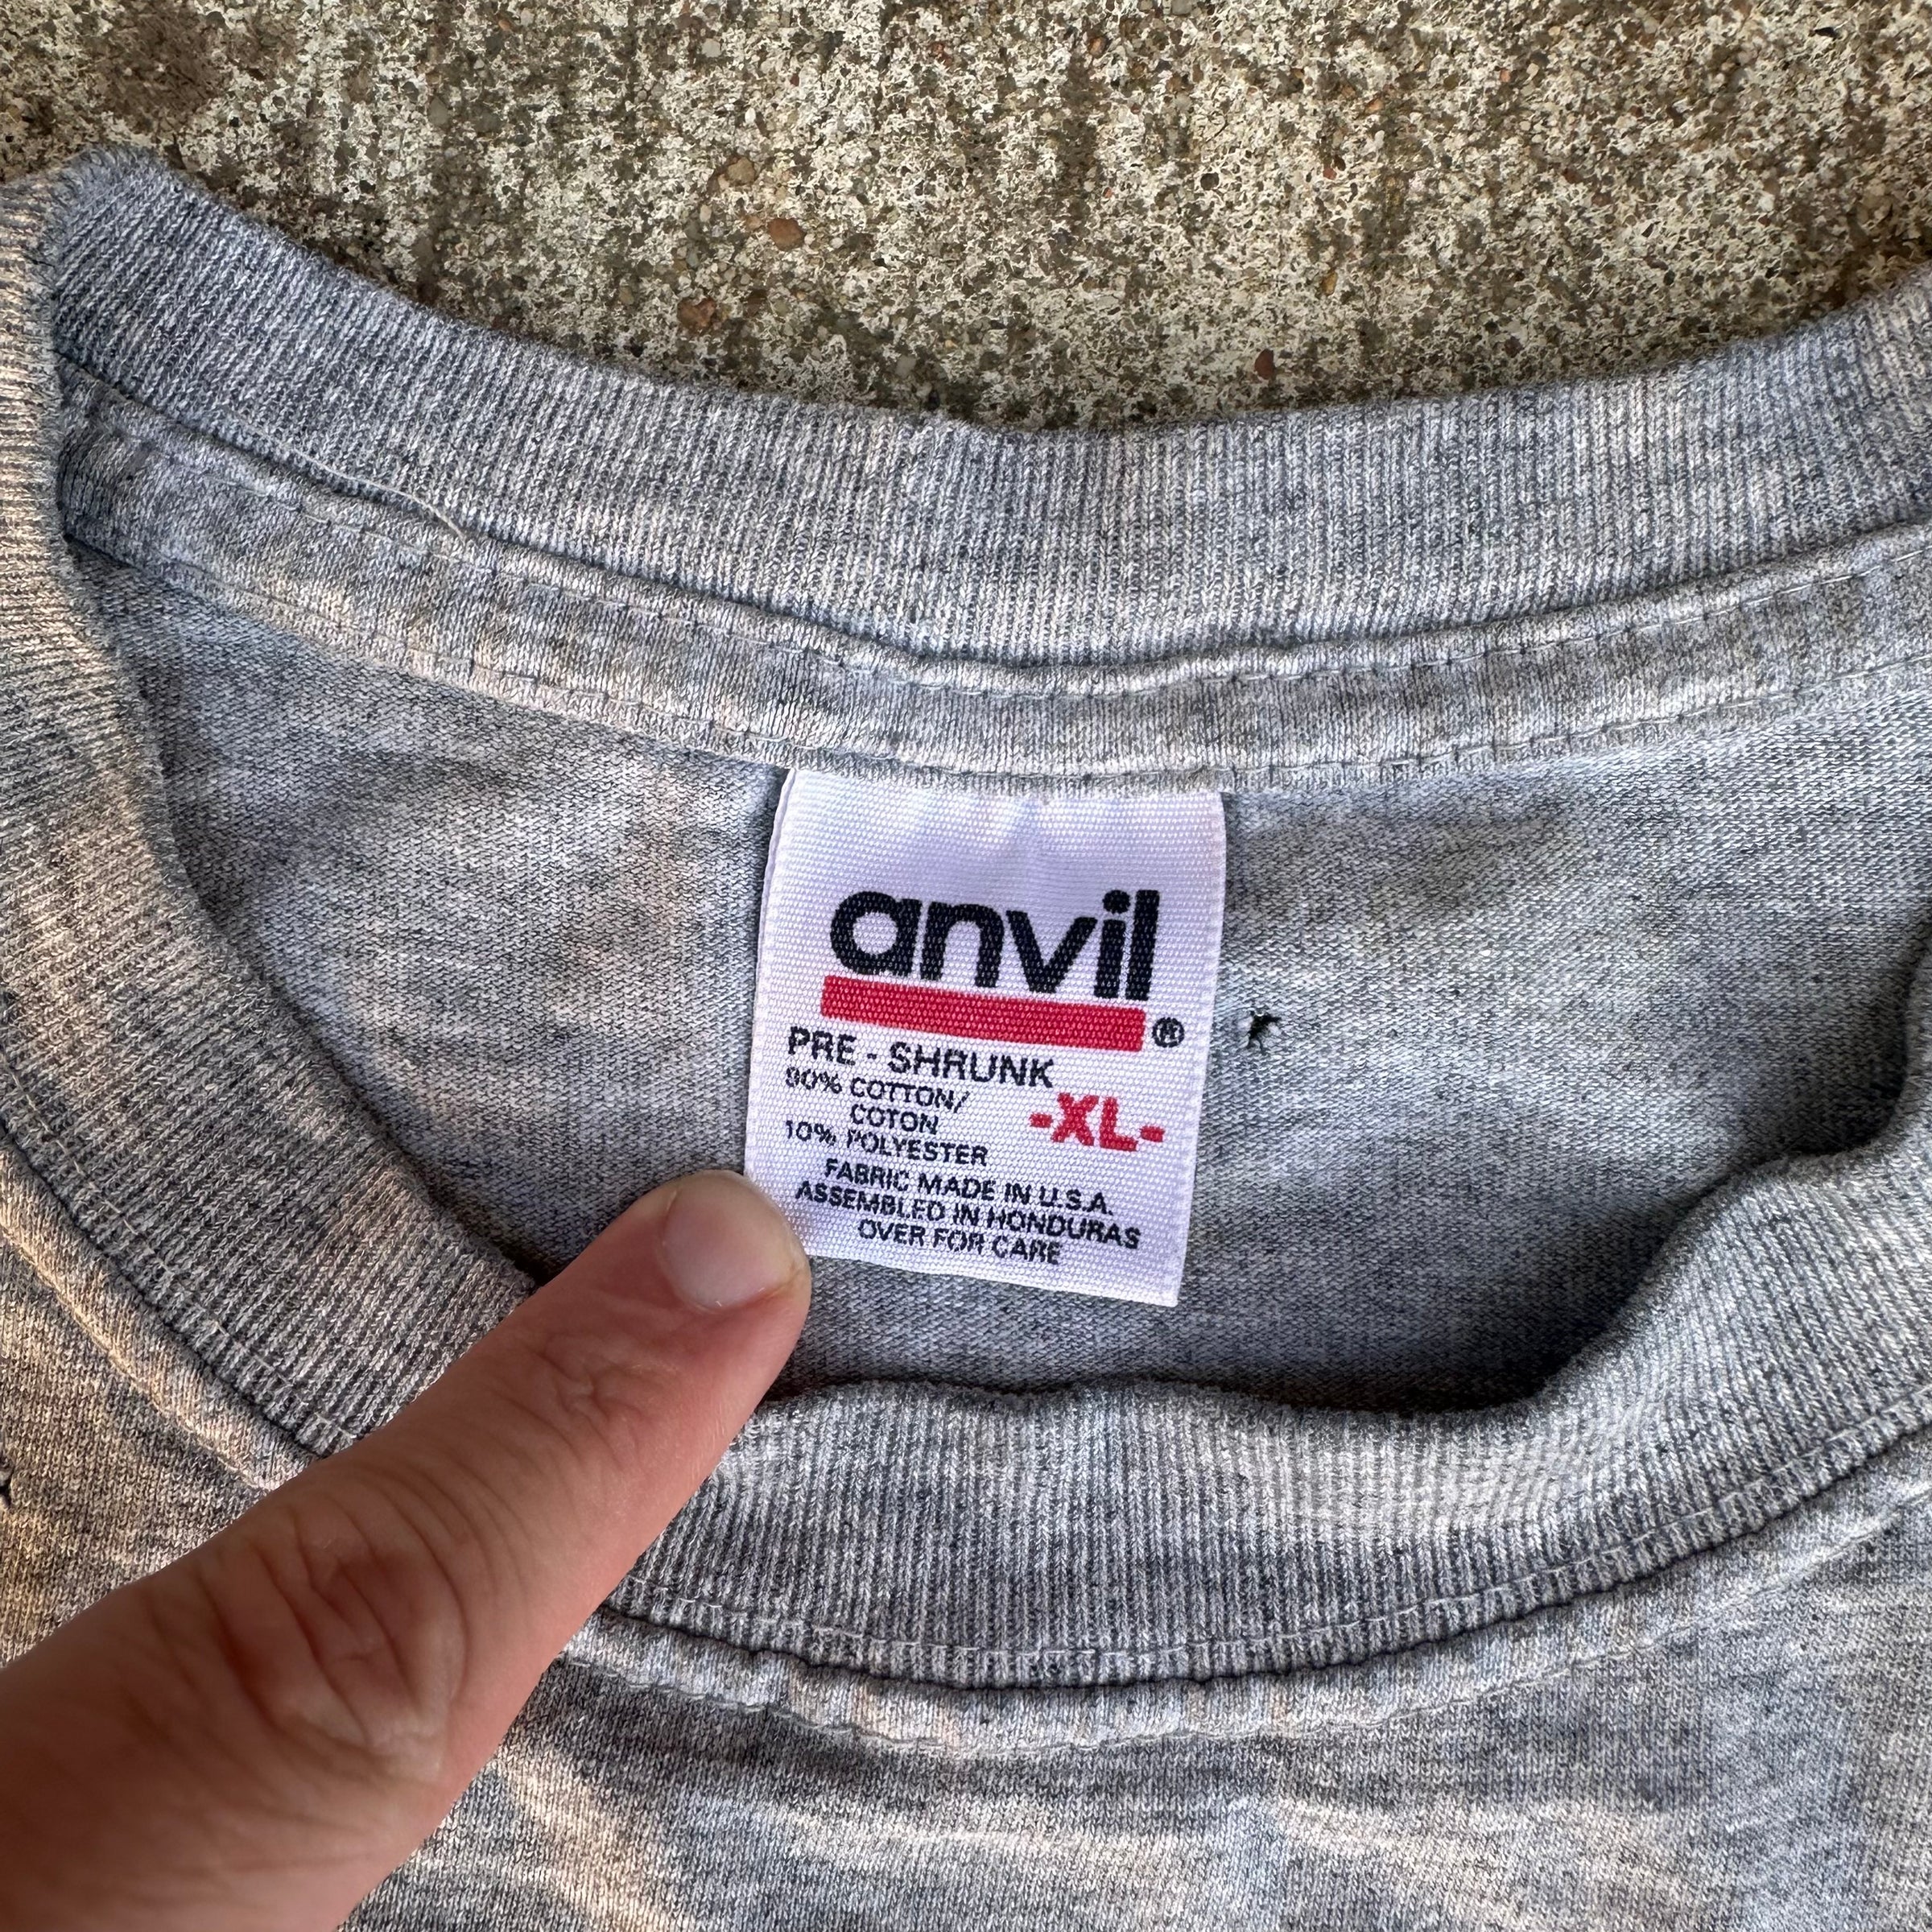 anvil®
PRE - SHRUNK
90% COTTON/
COTON
-XL-
10% POLYESTER
FABRIC MADE IN U.S.A.
ASSEMBLED IN HONDURAS
OVER FOR CARE